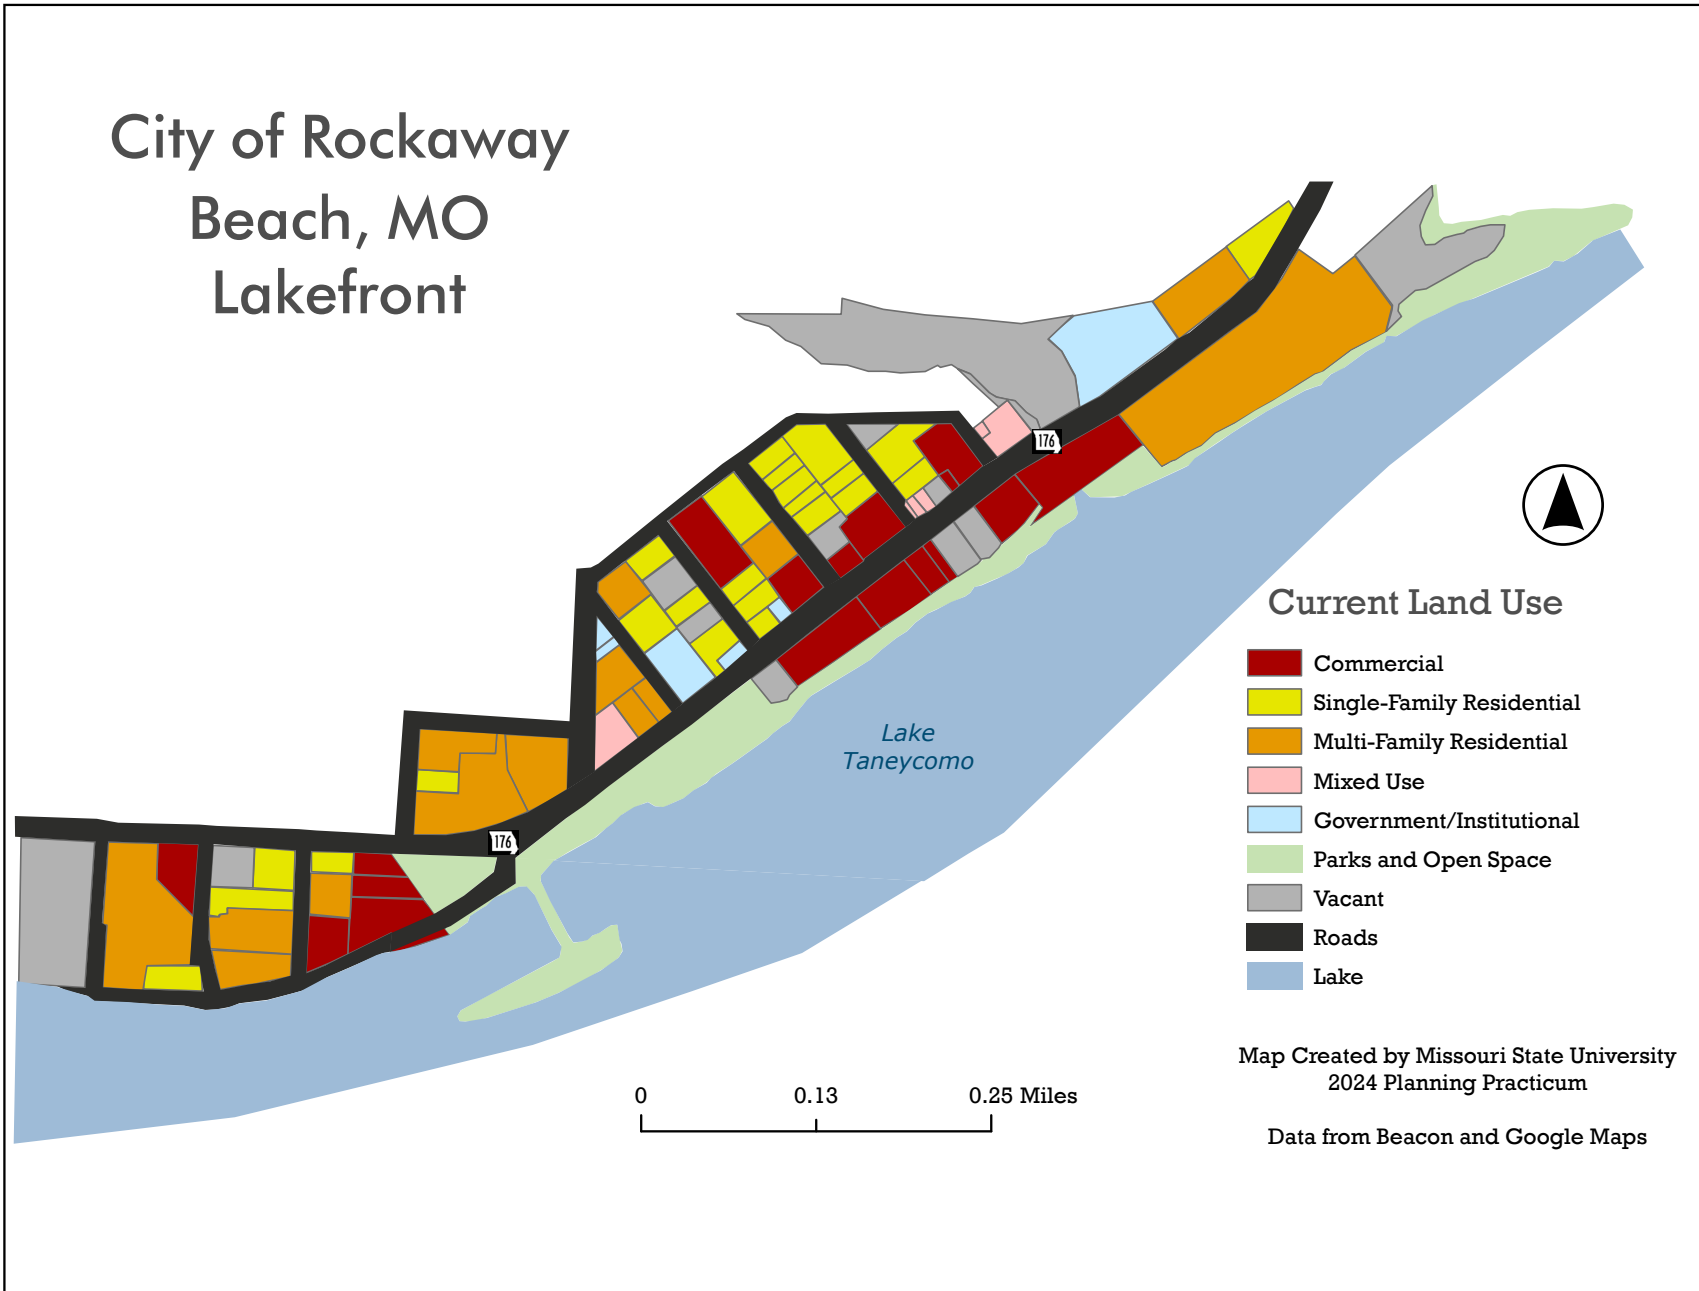 City of Rockaway
Beach, MO
Lakefront
176
176
Lake
Taneycomo
Current Land Use
Commercial
Single-Family Residential
Multi-Family Residential
Mixed Use
Government/Institutional
Parks and Open Space
Vacant
Roads
Lake
Map Created by Missouri State University
2024 Planning Practicum
Data from Beacon and Google Maps
0 0.13 0.25 Miles